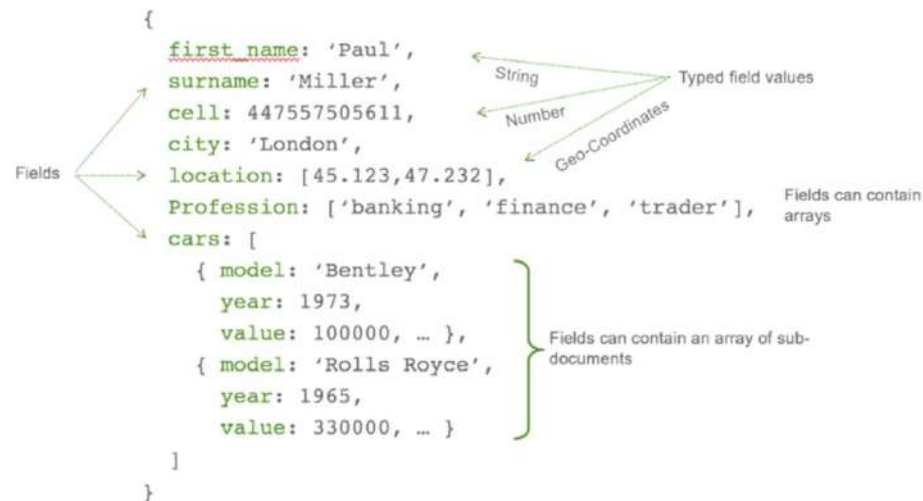 {
first_name: ‘Paul’,
surname: ‘Miller’,
cell: 447557505611,
city: ‘London’,
location: [45.123,47.232],
Profession: [‘banking’, ‘finance’, ‘trader’],
cars: [
{ model: ‘Bentley’,
year: 1973,
value: 100000, … },
{ model: ‘Rolls Royce’,
year: 1965,
value: 330000, … }
]
}
Fields
String
Number
Geo-Coordinates
Typed field values
Fields can contain
arrays
Fields can contain an array of sub-
documents